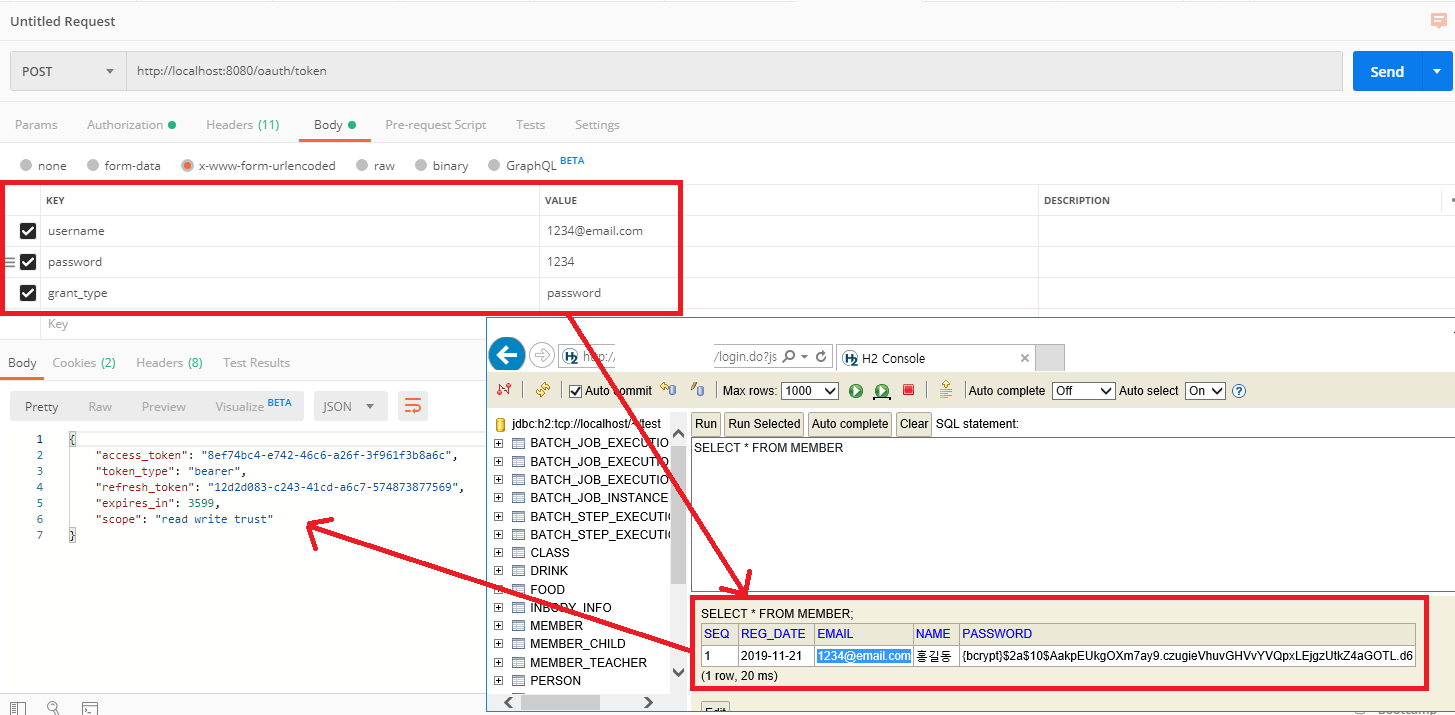 Untitled Request
POST http://localhost:8080/oauth/token Send
Params Authorization Headers (11) Body Pre-request Script Tests Settings
none form-data x-www-form-urlencoded raw binary GraphQL BETA
KEY VALUE DESCRIPTION
username 1234@email.com
password 1234
grant_type password
Key
Body Cookies (2) Headers (8) Test Results
Pretty Raw Preview Visualize BETA JSON
1 {
2 "access_token": "8ef74bc4-e742-46c6-a26f-3f961f3b8a6c",
3 "token_type": "bearer",
4 "refresh_token": "12d2d083-c243-41cd-a6c7-574873877569",
5 "expires_in": 3599,
6 "scope": "read write trust"
7 }
http:// /login.do?js H2 Console
Auto commit Max rows: 1000 Auto complete Off Auto select On
jdbc:h2:tcp://localhost/~/test
BATCH_JOB_EXECUTIO
BATCH_JOB_EXECUTIO
BATCH_JOB_EXECUTIO
BATCH_JOB_INSTANCE
BATCH_STEP_EXECUTIO
BATCH_STEP_EXECUTIO
CLASS
DRINK
FOOD
INBODY_INFO
MEMBER
MEMBER_CHILD
MEMBER_TEACHER
PERSON
Run Run Selected Auto complete Clear SQL statement:
SELECT * FROM MEMBER
SELECT * FROM MEMBER;
SEQ REG_DATE EMAIL NAME PASSWORD
1 2019-11-21 1234@email.com 홍길동 {bcrypt}$2a$10$AakpEUkgOXm7ay9.czugieVhuvGHVvYVQpxLEjgzUtkZ4aGOTL.d6
(1 row, 20 ms)
Edit